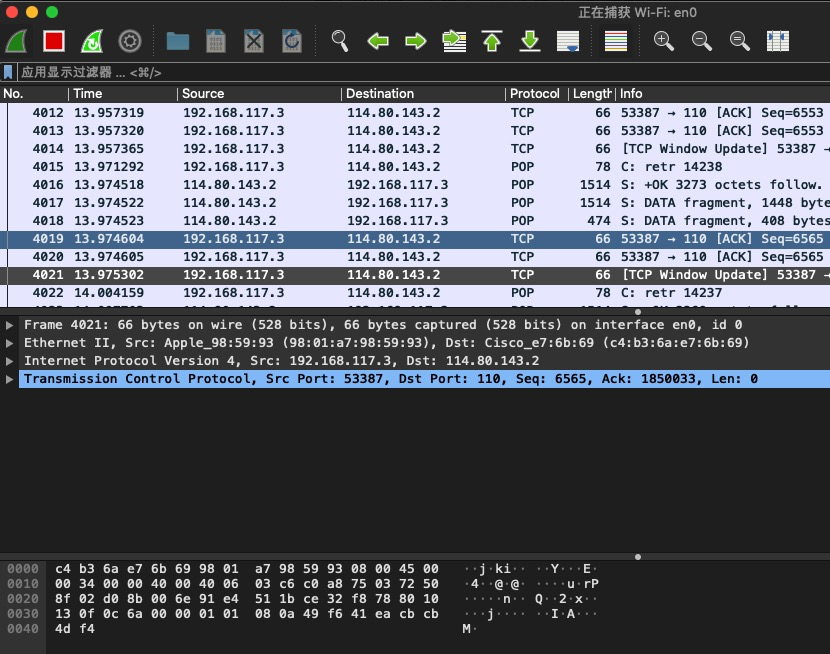 正在捕获 Wi-Fi: en0
应用显示过滤器 … <⌘/>
No. Time Source Destination Protocol Length Info
4012 13.957319 192.168.117.3 114.80.143.2 TCP 66 53387 → 110 [ACK] Seq=6553
4013 13.957320 192.168.117.3 114.80.143.2 TCP 66 53387 → 110 [ACK] Seq=6553
4014 13.957365 192.168.117.3 114.80.143.2 TCP 66 [TCP Window Update] 53387 →
4015 13.971292 192.168.117.3 114.80.143.2 POP 78 C: retr 14238
4016 13.974518 114.80.143.2 192.168.117.3 POP 1514 S: +OK 3273 octets follow.
4017 13.974522 114.80.143.2 192.168.117.3 POP 1514 S: DATA fragment, 1448 byte
4018 13.974523 114.80.143.2 192.168.117.3 POP 474 S: DATA fragment, 408 bytes
4019 13.974604 192.168.117.3 114.80.143.2 TCP 66 53387 → 110 [ACK] Seq=6565
4020 13.974605 192.168.117.3 114.80.143.2 TCP 66 53387 → 110 [ACK] Seq=6565
4021 13.975302 192.168.117.3 114.80.143.2 TCP 66 [TCP Window Update] 53387 →
4022 14.004159 192.168.117.3 114.80.143.2 POP 78 C: retr 14237
Frame 4021: 66 bytes on wire (528 bits), 66 bytes captured (528 bits) on interface en0, id 0
Ethernet II, Src: Apple_98:59:93 (98:01:a7:98:59:93), Dst: Cisco_e7:6b:69 (c4:b3:6a:e7:6b:69)
Internet Protocol Version 4, Src: 192.168.117.3, Dst: 114.80.143.2
Transmission Control Protocol, Src Port: 53387, Dst Port: 110, Seq: 6565, Ack: 1850033, Len: 0
0000 c4 b3 6a e7 6b 69 98 01 a7 98 59 93 08 00 45 00 ··j·ki·· ··Y···E·
0010 00 34 00 00 40 00 40 06 03 c6 c0 a8 75 03 72 50 ·4··@·@· ····u·rP
0020 8f 02 d0 8b 00 6e 91 e4 51 1b ce 32 f8 78 80 10 ·····n·· Q··2·x··
0030 13 0f 0c 6a 00 00 01 01 08 0a 49 f6 41 ea cb cb ···j···· ··I·A···
0040 4d f4 M·